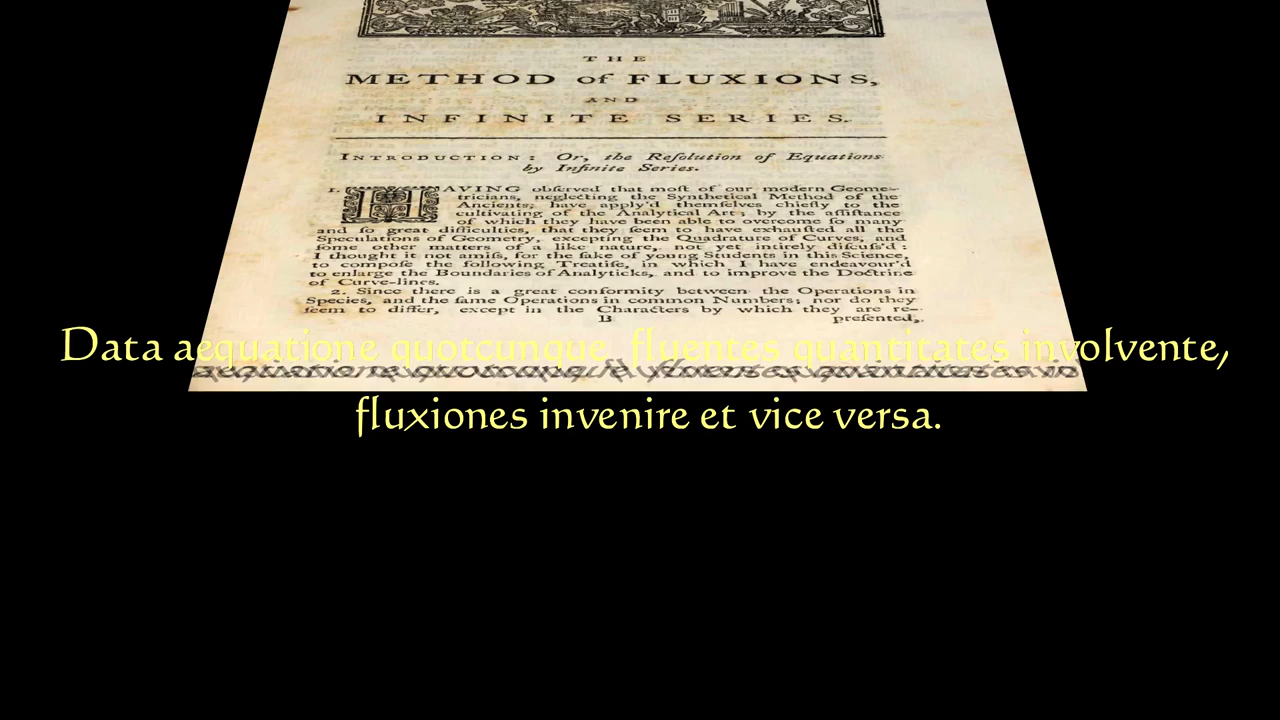 THE
METHOD of FLUXIONS,
AND
INFINITE SERIES.
INTRODUCTION: Or, the Reſolution of Equations
by Infinite Series.
1. HAVING obſerved that moſt of our modern Geome-
tricians, neglecting the Synthetical Method of the
Ancients, have apply'd themſelves chiefly to the
cultivating of the Analytical Art; by the aſſiſtance
of which they have been able to overcome ſo many
and ſo great difficulties, that they ſeem to have exhauſted all the
Speculations of Geometry, excepting the Quadrature of Curves, and
ſome other matters of a like nature, not yet intirely diſcuſs'd:
I thought it not amiſs, for the ſake of young Students in this Science,
to compoſe the following Treatiſe, in which I have endeavour'd
to enlarge the Boundaries of Analyticks, and to improve the Doctrine
of Curve-lines.
2. Since there is a great conformity between the Operations in
Species, and the ſame Operations in common Numbers; nor do they
ſeem to differ, except in the Characters by which they are re-
B preſented,
Data aequatione quotcunque fluentes quantitates involvente,
fluxiones invenire et vice versa.